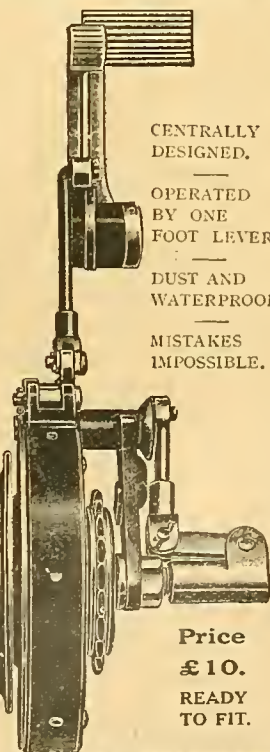 CENTRALLY
DESIGNED.
OPERATED
BY ONE
FOOT LEVER
DUST AND
WATERPROOF
MISTAKES
IMPOSSIBLE.
Price
£10.
READY
TO FIT.